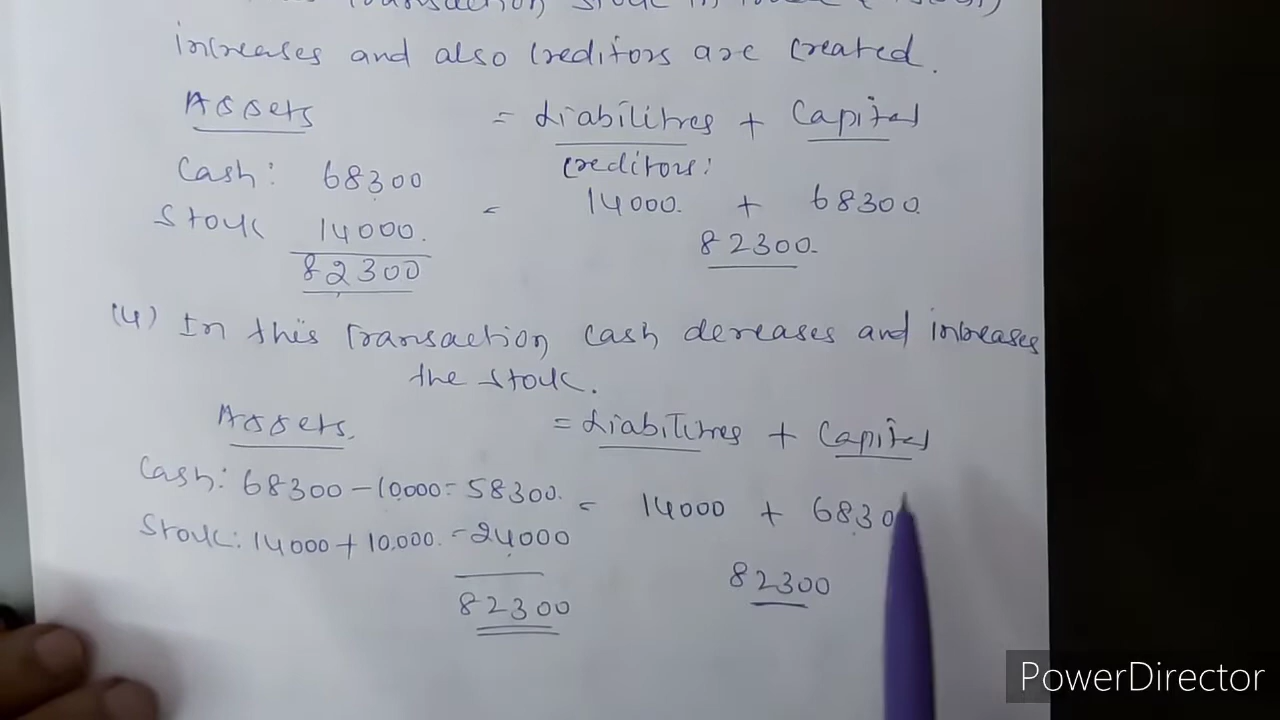 increases and also Creditors are Created.
Assets = Liabilities + Capital
Creditors:
Cash: 68300
= 14000. + 68300.
Stock 14000.
82300.
82300
(4) In this transaction cash dereases and increases
the Stock.
Assets. = Liabilities + Capital
Cash: 68300 - 10,000 = 58300.
= 14000 + 6830
Stock: 14000 + 10,000. = 24000
82300
82300
PowerDirector